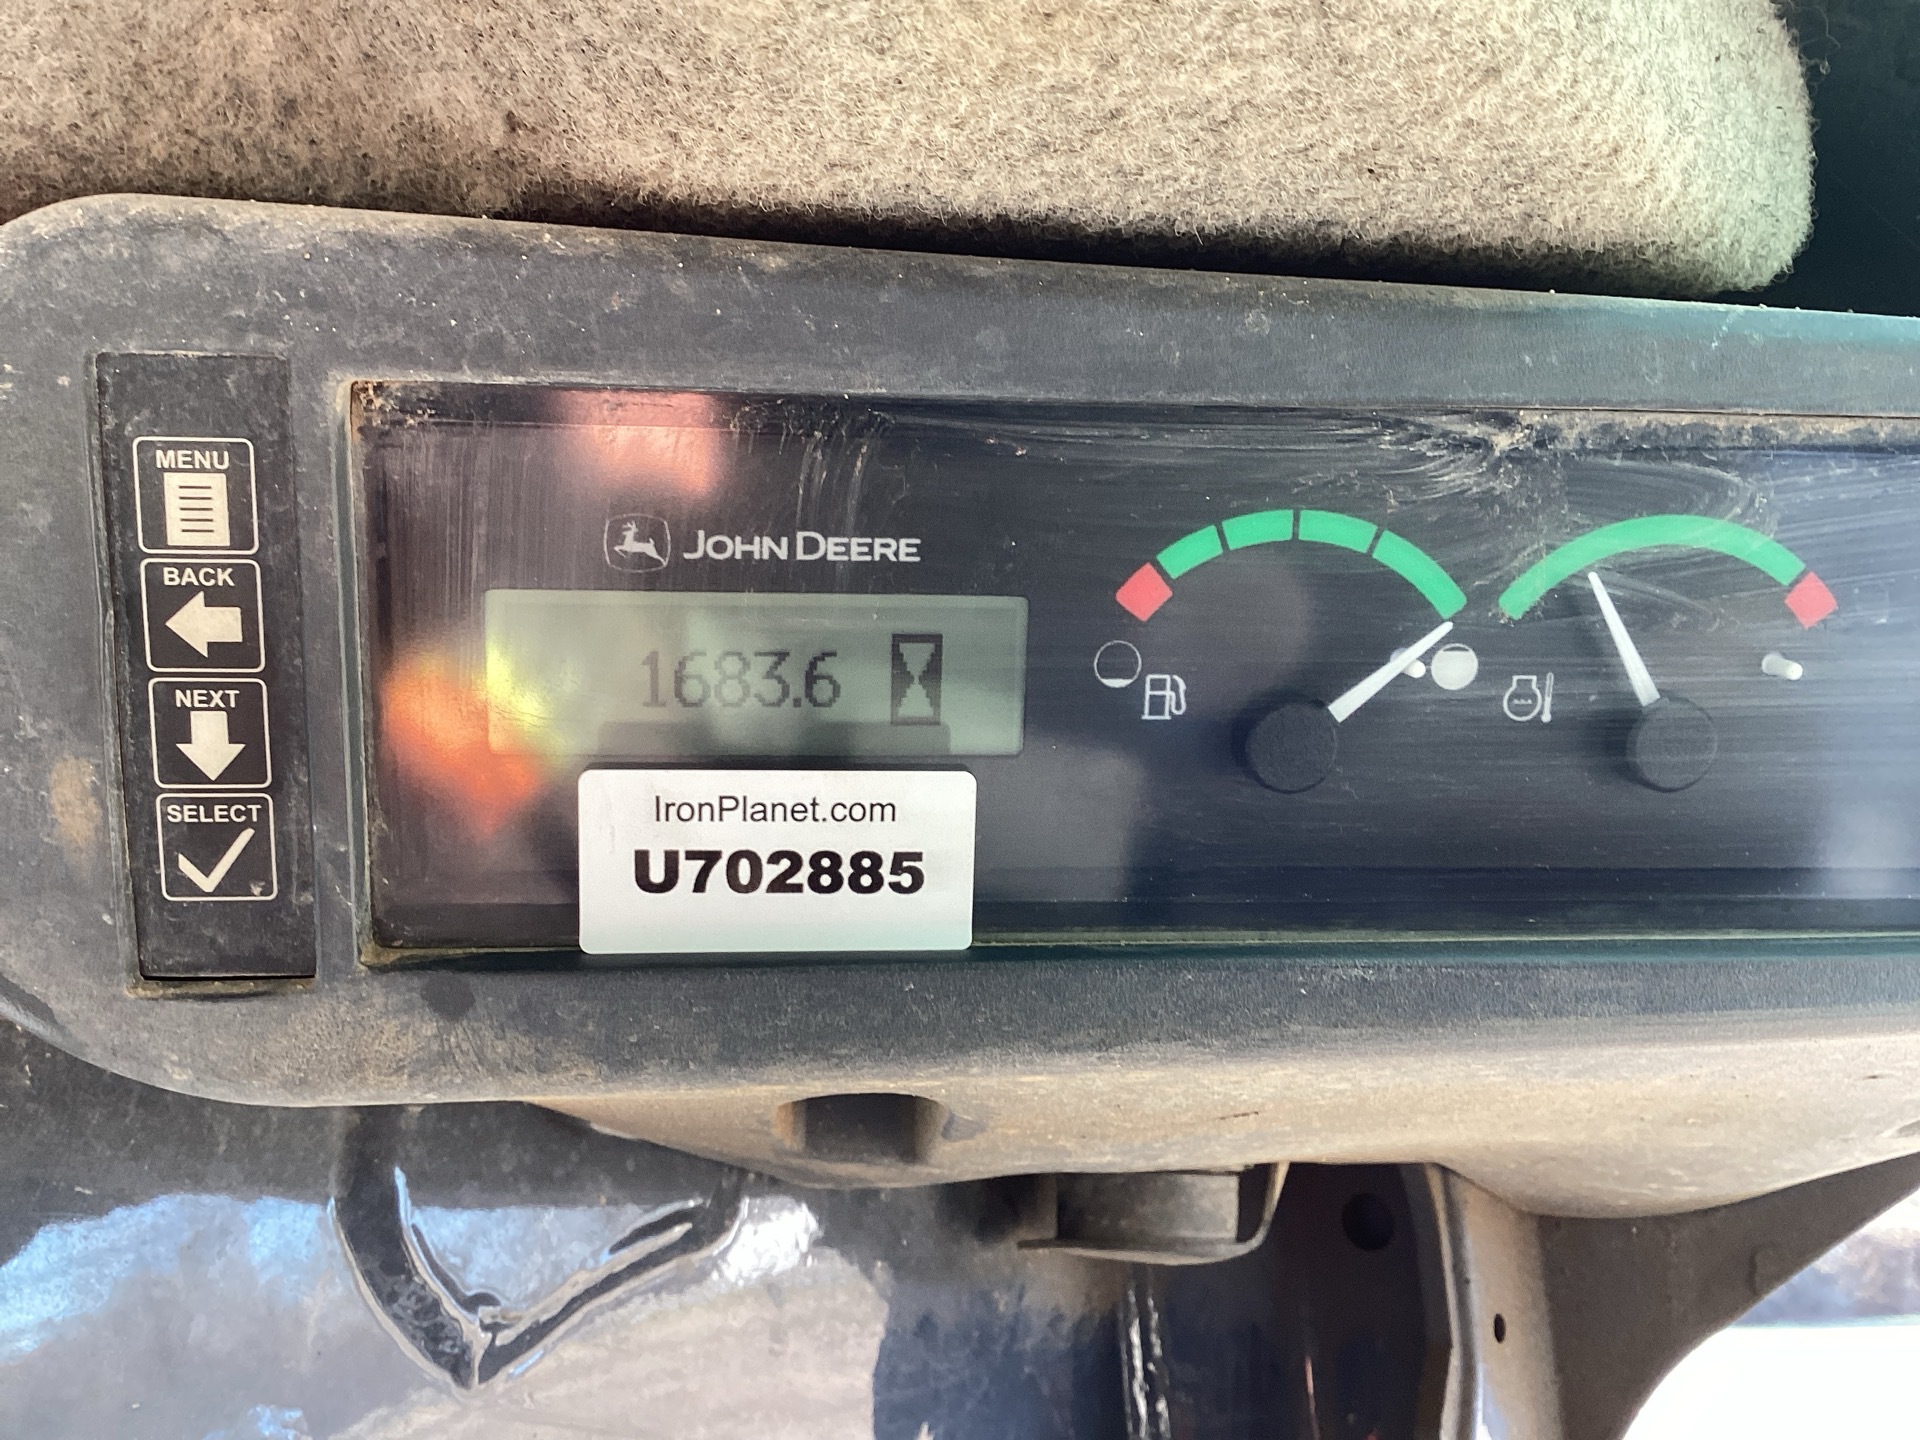 MENU
BACK
NEXT
SELECT
JOHN DEERE
1683.6
IronPlanet.com
U702885